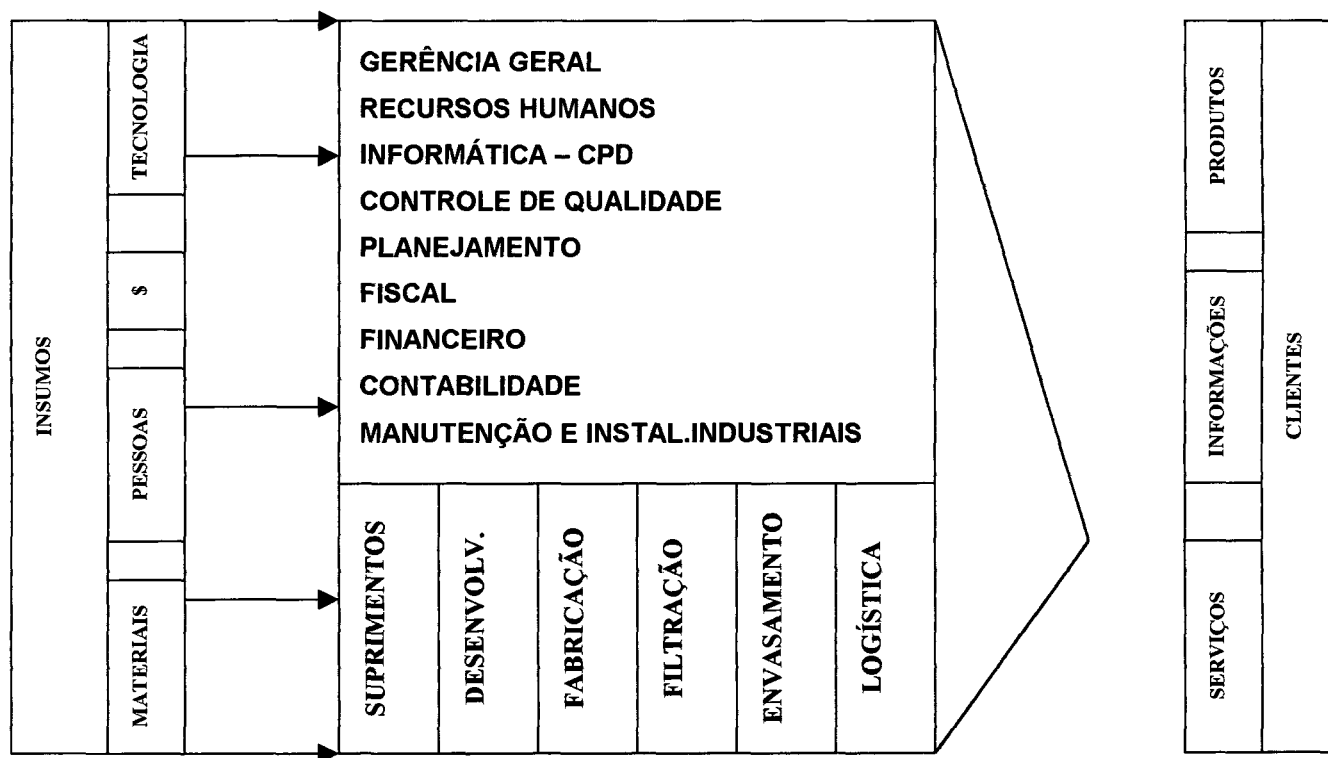 INSUMOS
TECNOLOGIA
$
PESSOAS
MATERIAIS
GERÊNCIA GERAL
RECURSOS HUMANOS
INFORMÁTICA – CPD
CONTROLE DE QUALIDADE
PLANEJAMENTO
FISCAL
FINANCEIRO
CONTABILIDADE
MANUTENÇÃO E INSTAL.INDUSTRIAIS
SUPRIMENTOS
DESENVOLV.
FABRICAÇÃO
FILTRAÇÃO
ENVASAMENTO
LOGÍSTICA
PRODUTOS
INFORMAÇÕES
SERVIÇOS
CLIENTES